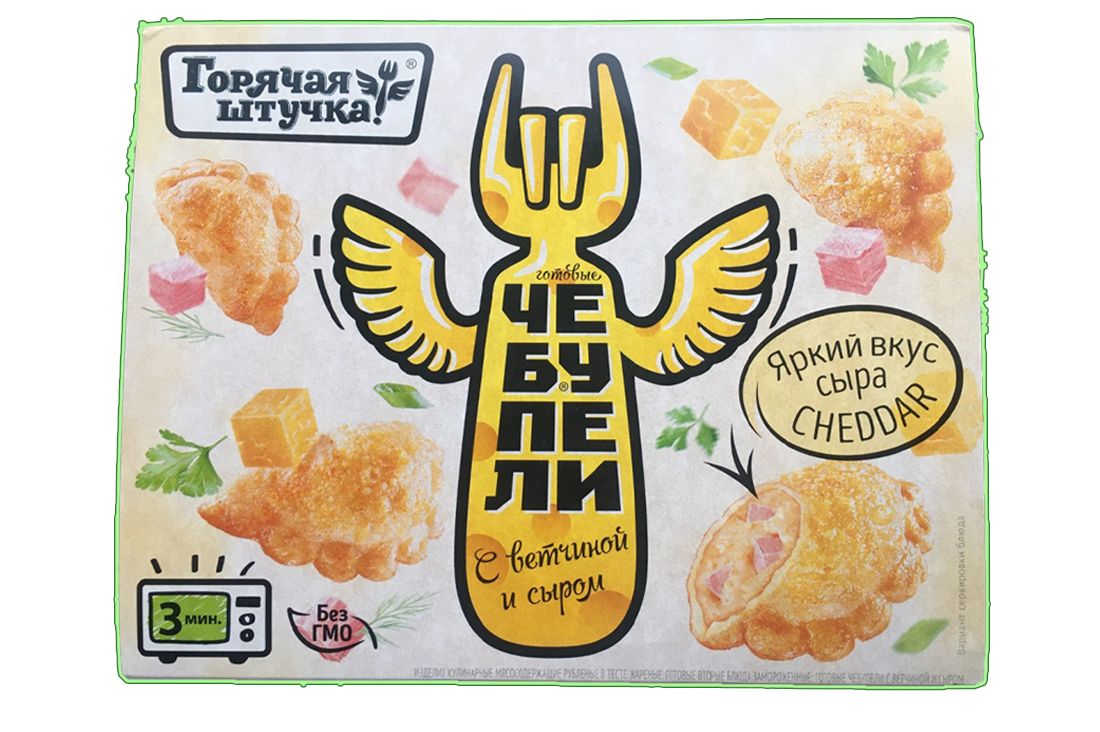 Горячая
штучка!®
готовые
ЧЕ
БУ®
ПЕ
ЛИ
С ветчиной
и сыром
Яркий вкус
сыра
CHEDDAR
3 мин.
Без
ГМО
Вариант сервировки блюда
ИЗДЕЛИЯ КУЛИНАРНЫЕ МЯСОСОДЕРЖАЩИЕ РУБЛЕНЫЕ В ТЕСТЕ ЖАРЕНЫЕ. ГОТОВЫЕ ВТОРЫЕ БЛЮДА ЗАМОРОЖЕННЫЕ: ГОТОВЫЕ ЧЕБУПЕЛИ С ВЕТЧИНОЙ И СЫРОМ